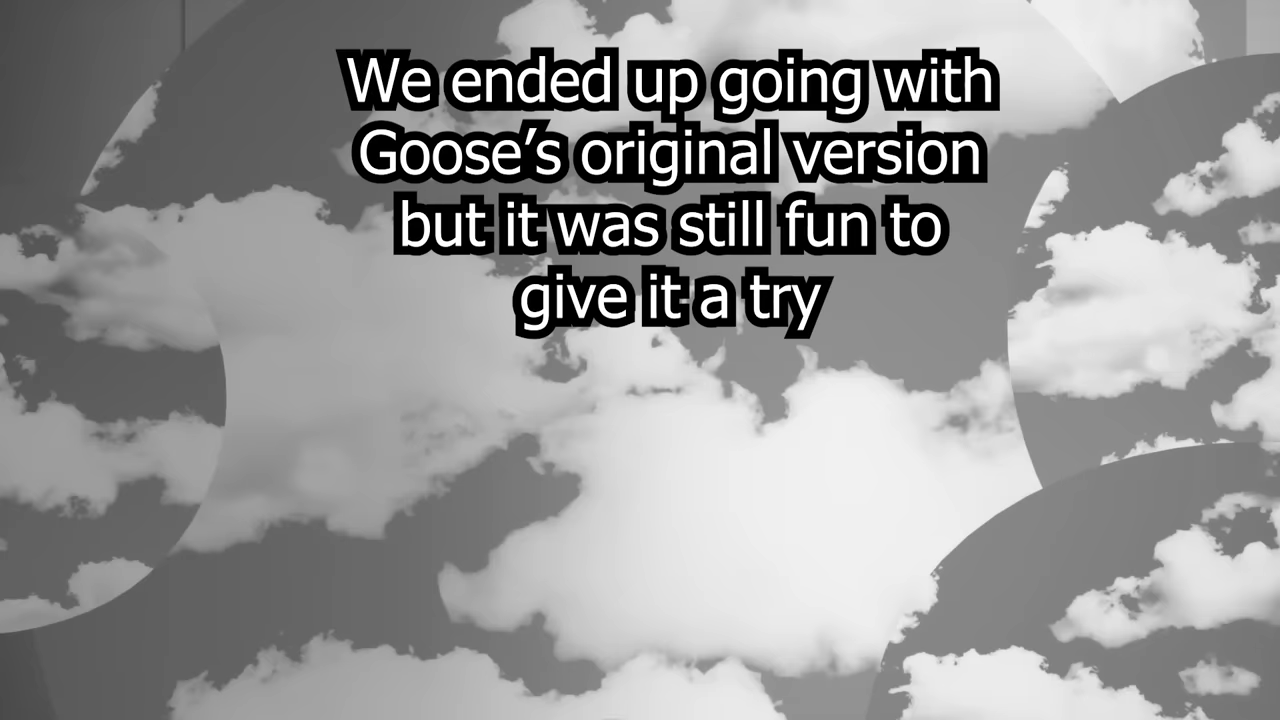 We ended up going with
Goose’s original version
but it was still fun to
give it a try